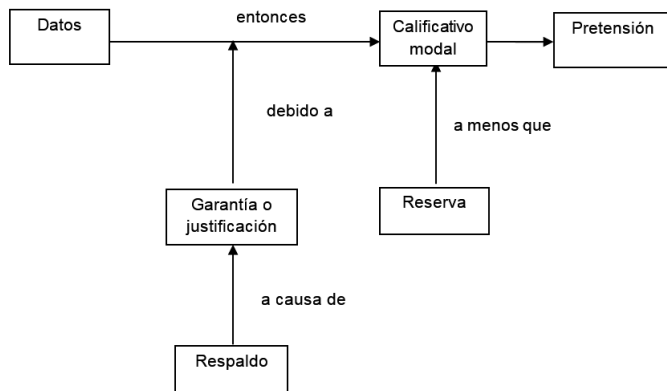 entonces
Datos
Calificativo
modal
Pretensión
debido a
a menos que
Garantía o
justificación
Reserva
a causa de
Respaldo